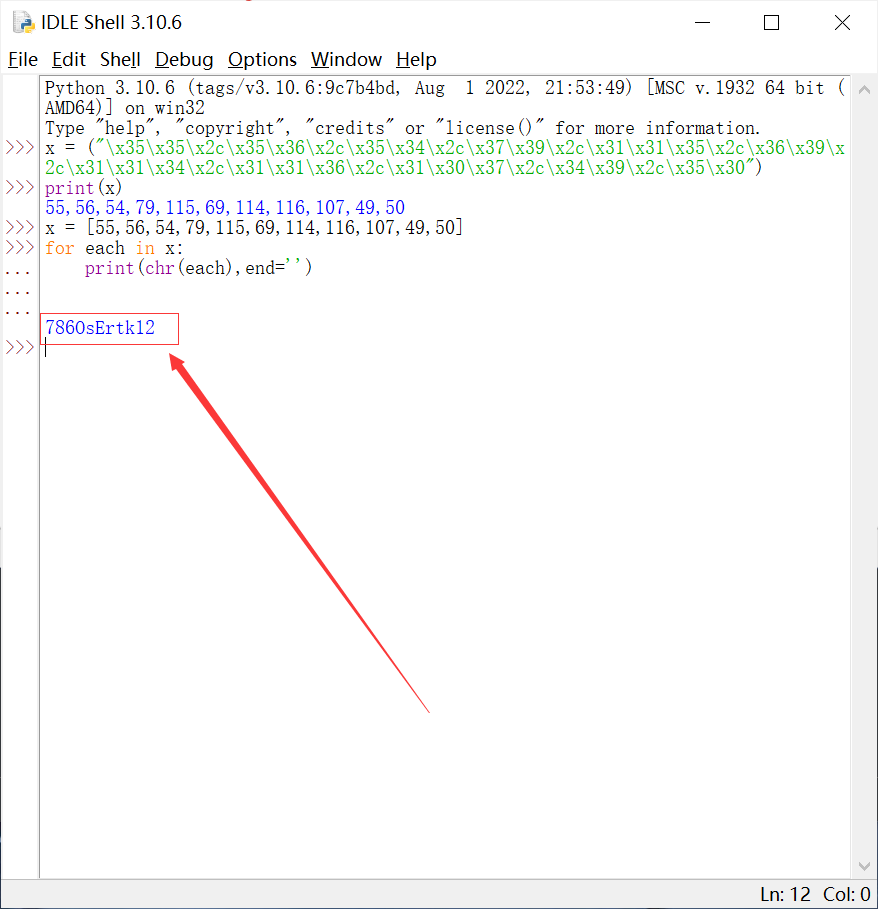 IDLE Shell 3.10.6
File Edit Shell Debug Options Window Help
Python 3.10.6 (tags/v3.10.6:9c7b4bd, Aug  1 2022, 21:53:49) [MSC v.1932 64 bit (
AMD64)] on win32
Type "help", "copyright", "credits" or "license()" for more information.
>>> x = ("\x35\x35\x2c\x35\x36\x2c\x35\x34\x2c\x37\x39\x2c\x31\x31\x35\x2c\x36\x39\x
2c\x31\x31\x34\x2c\x31\x31\x36\x2c\x31\x30\x37\x2c\x34\x39\x2c\x35\x30")
>>> print(x)
55,56,54,79,115,69,114,116,107,49,50
>>> x = [55,56,54,79,115,69,114,116,107,49,50]
>>> for each in x:
...     print(chr(each),end='')
...
...
786OsErtk12
>>>
Ln: 12 Col: 0